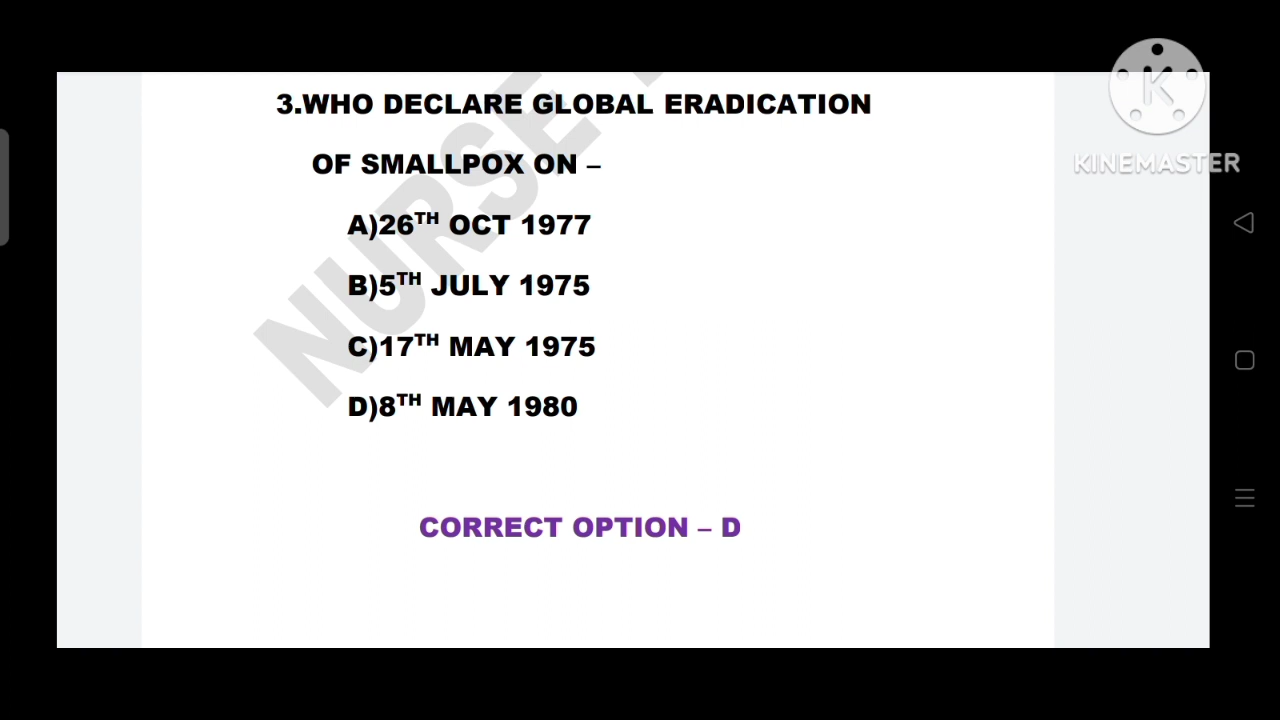 3.WHO DECLARE GLOBAL ERADICATION
OF SMALLPOX ON –
A)26TH OCT 1977
B)5TH JULY 1975
C)17TH MAY 1975
D)8TH MAY 1980
CORRECT OPTION – D
NURSE
K
KINEMASTER